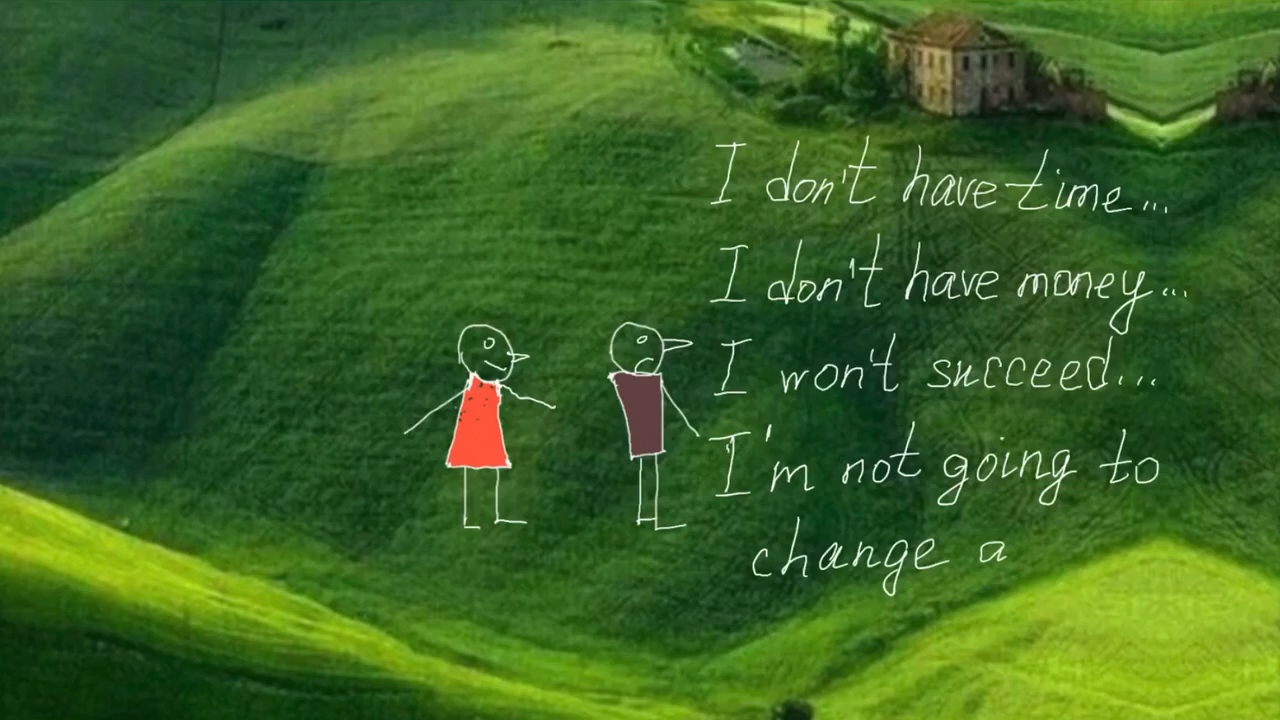 I don't have time...
I don't have money...
I won't succeed...
I'm not going to
change a